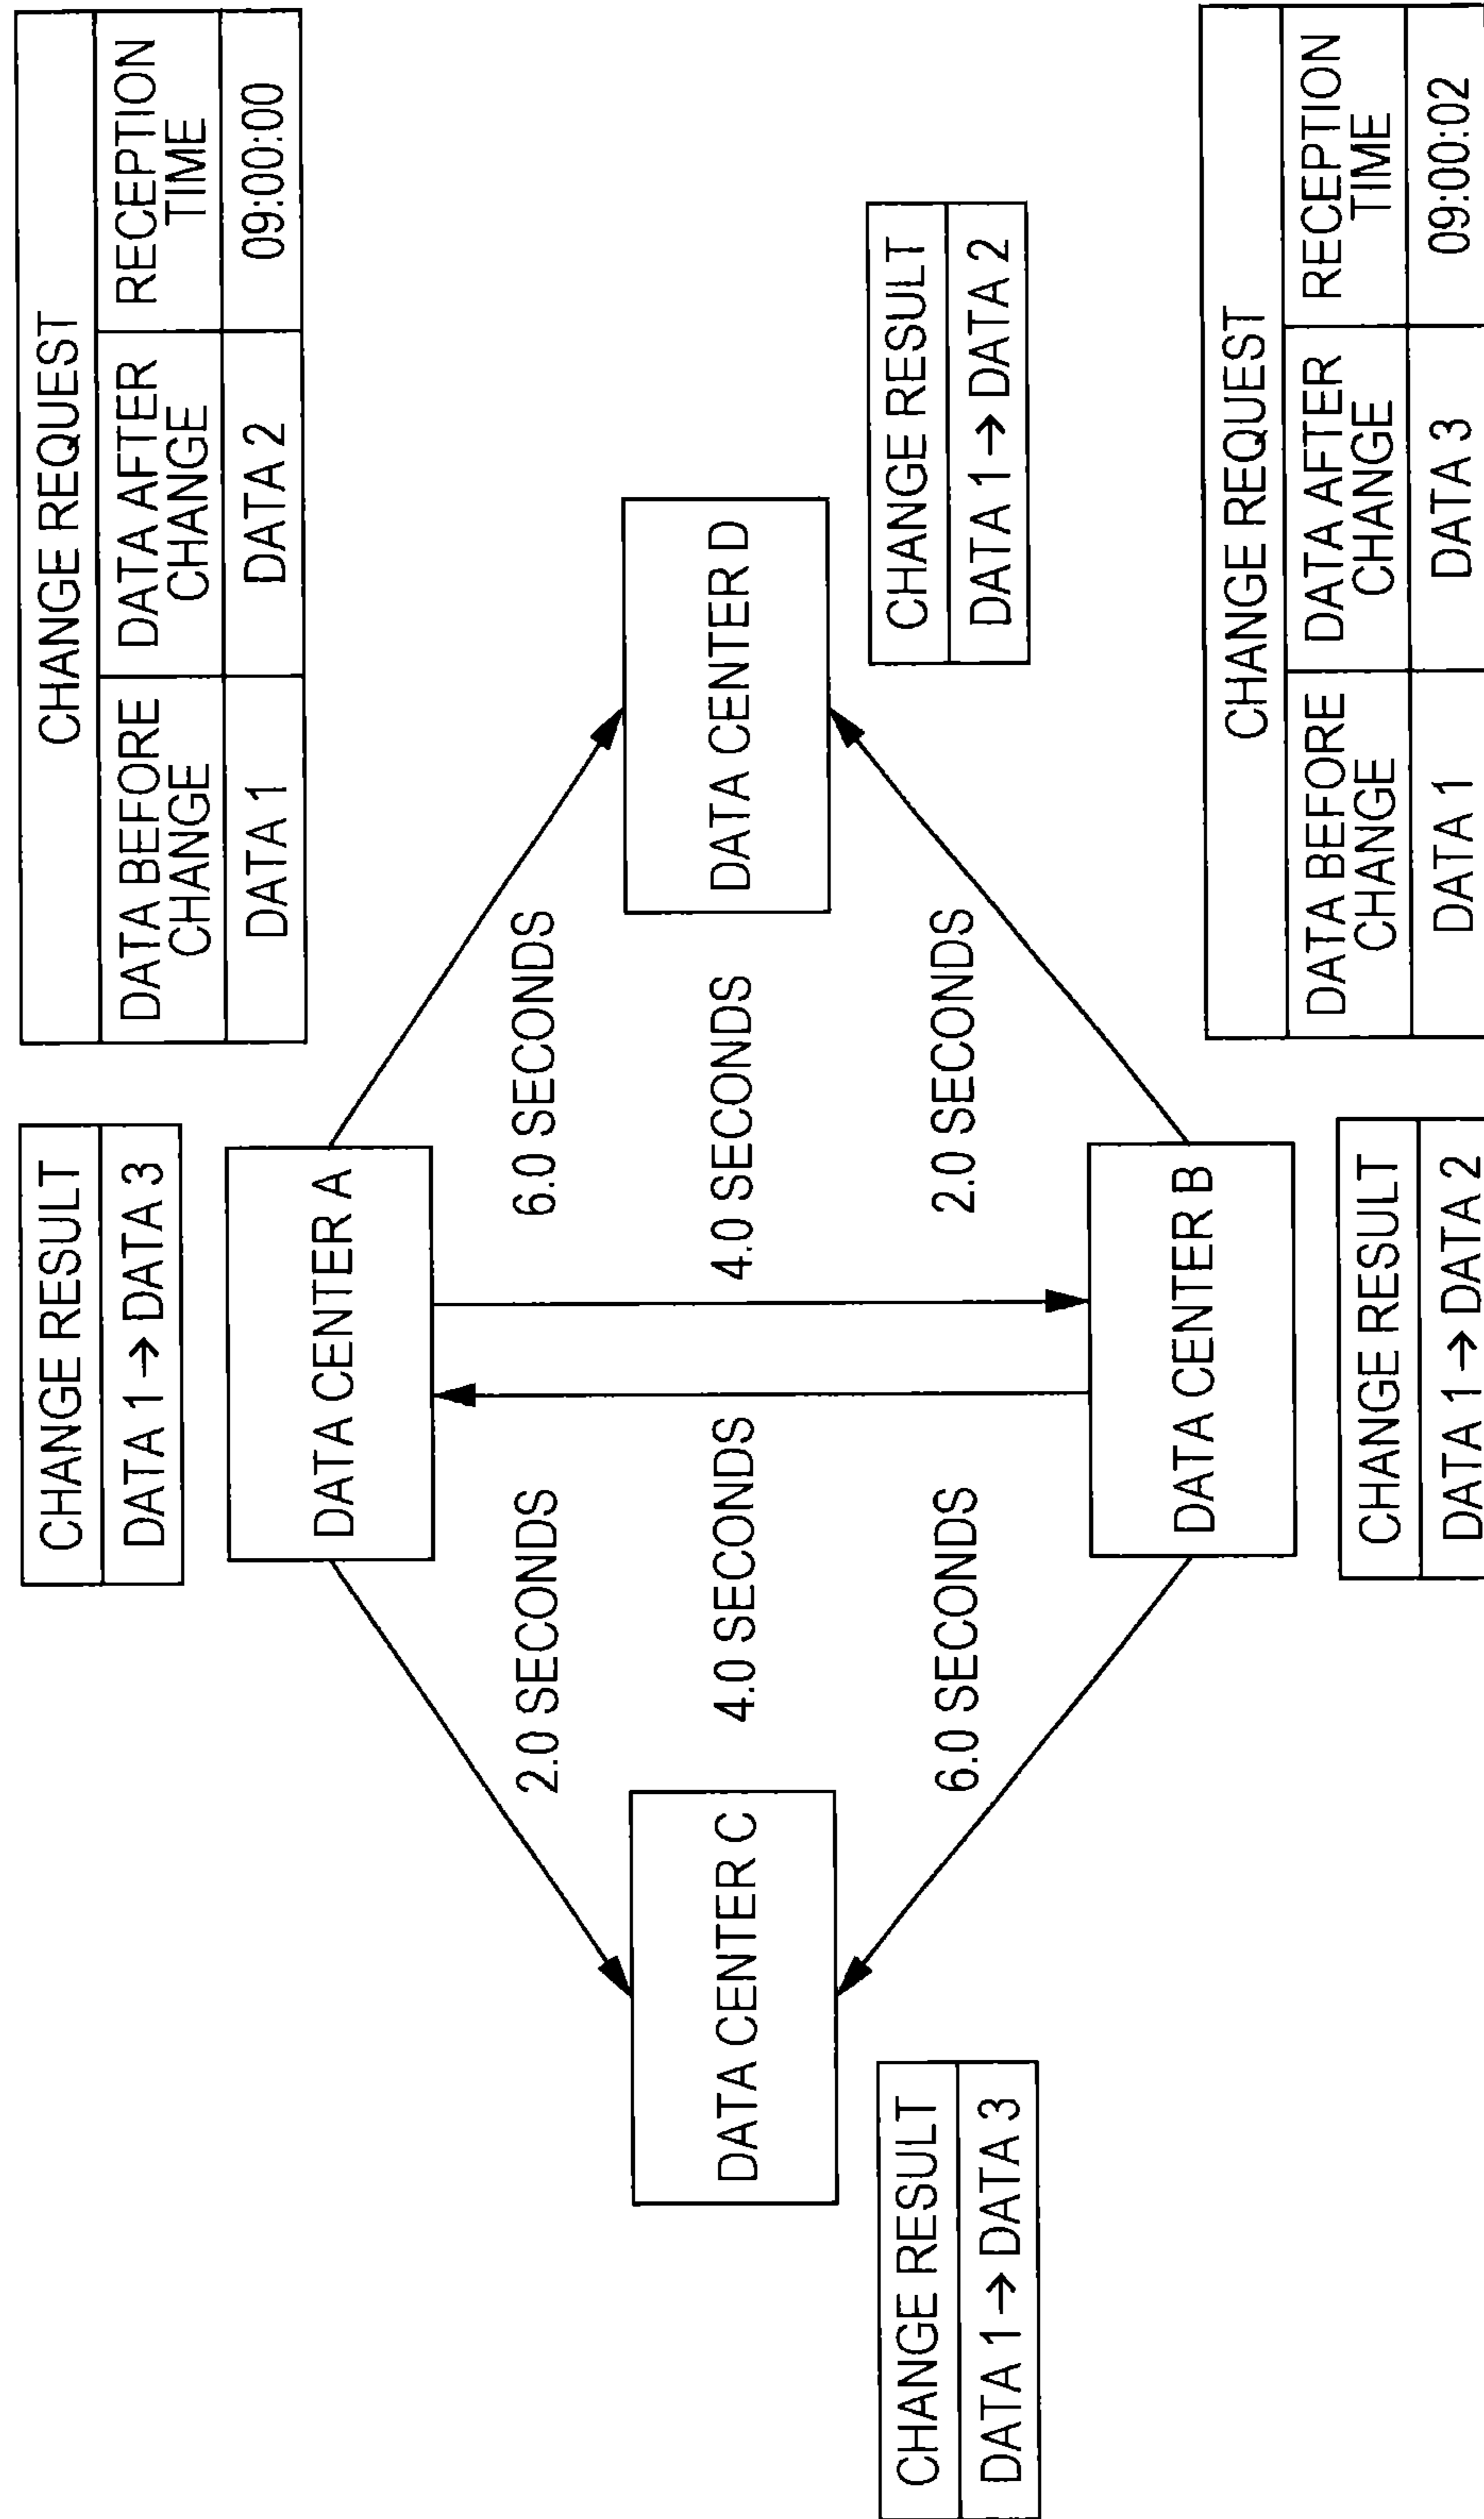 CHANGE RESULT
DATA 1 → DATA 3
CHANGE REQUEST
DATA BEFORE
CHANGE
DATA AFTER
CHANGE
RECEPTION
TIME
DATA 1
DATA 2
09:00:00
DATA CENTER A
2.0 SECONDS
6.0 SECONDS
DATA CENTER C
4.0 SECONDS
4.0 SECONDS
DATA CENTER D
6.0 SECONDS
2.0 SECONDS
CHANGE RESULT
DATA 1 → DATA 3
CHANGE RESULT
DATA 1 → DATA 2
DATA CENTER B
CHANGE RESULT
DATA 1 → DATA 2
CHANGE REQUEST
DATA BEFORE
CHANGE
DATA AFTER
CHANGE
RECEPTION
TIME
DATA 1
DATA 3
09:00:02